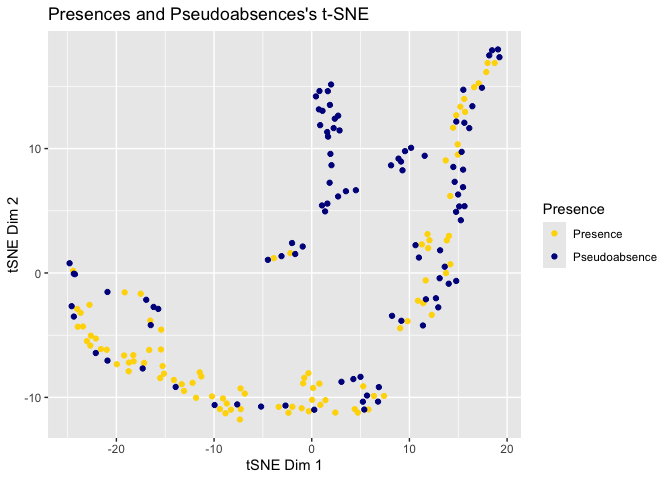 Presences and Pseudoabsences's t-SNE
tSNE Dim 2
10
0
-10
-20
-10
0
10
20
tSNE Dim 1
Presence
Presence
Pseudoabsence